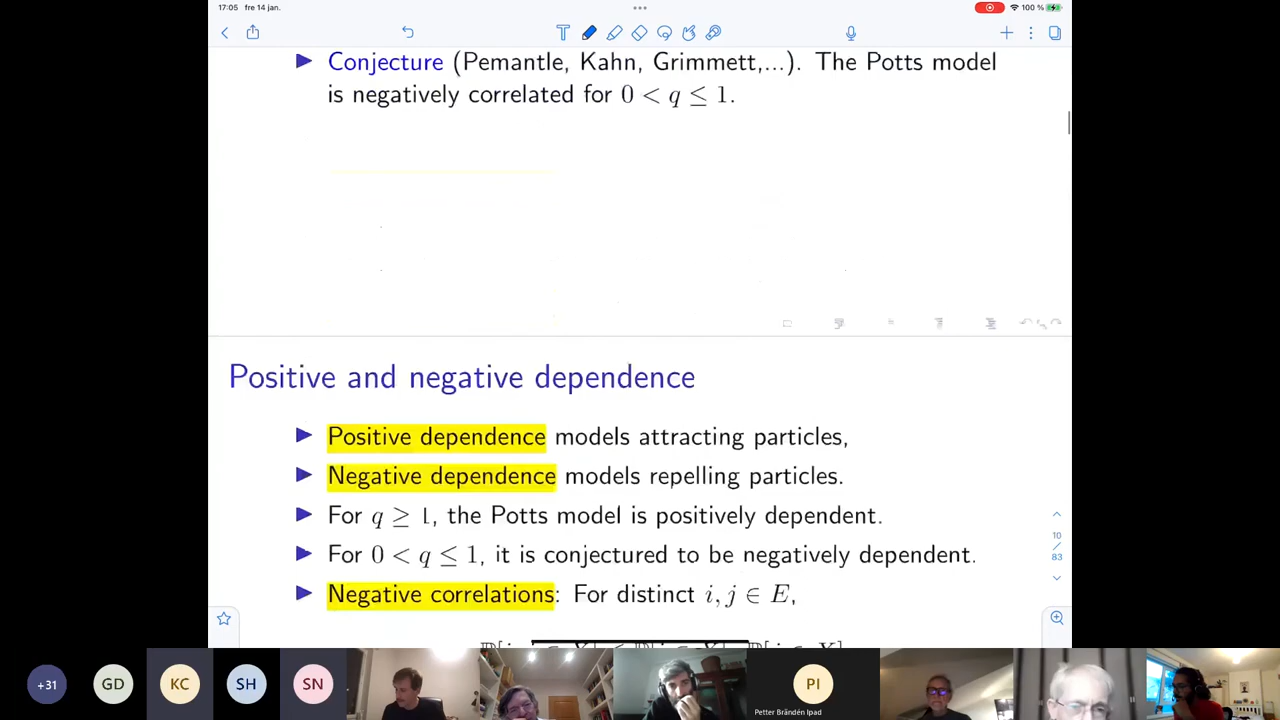 17:05 fre 14 jan.
100 %
▶ Conjecture (Pemantle, Kahn, Grimmett,...). The Potts model
is negatively correlated for 0 < q ≤ 1.
Positive and negative dependence
▶ Positive dependence models attracting particles,
▶ Negative dependence models repelling particles.
▶ For q ≥ 1, the Potts model is positively dependent.
▶ For 0 < q ≤ 1, it is conjectured to be negatively dependent.
▶ Negative correlations: For distinct i, j ∈ E,
10
/
83
+31
GD
KC
SH
SN
PI
Petter Brändén Ipad